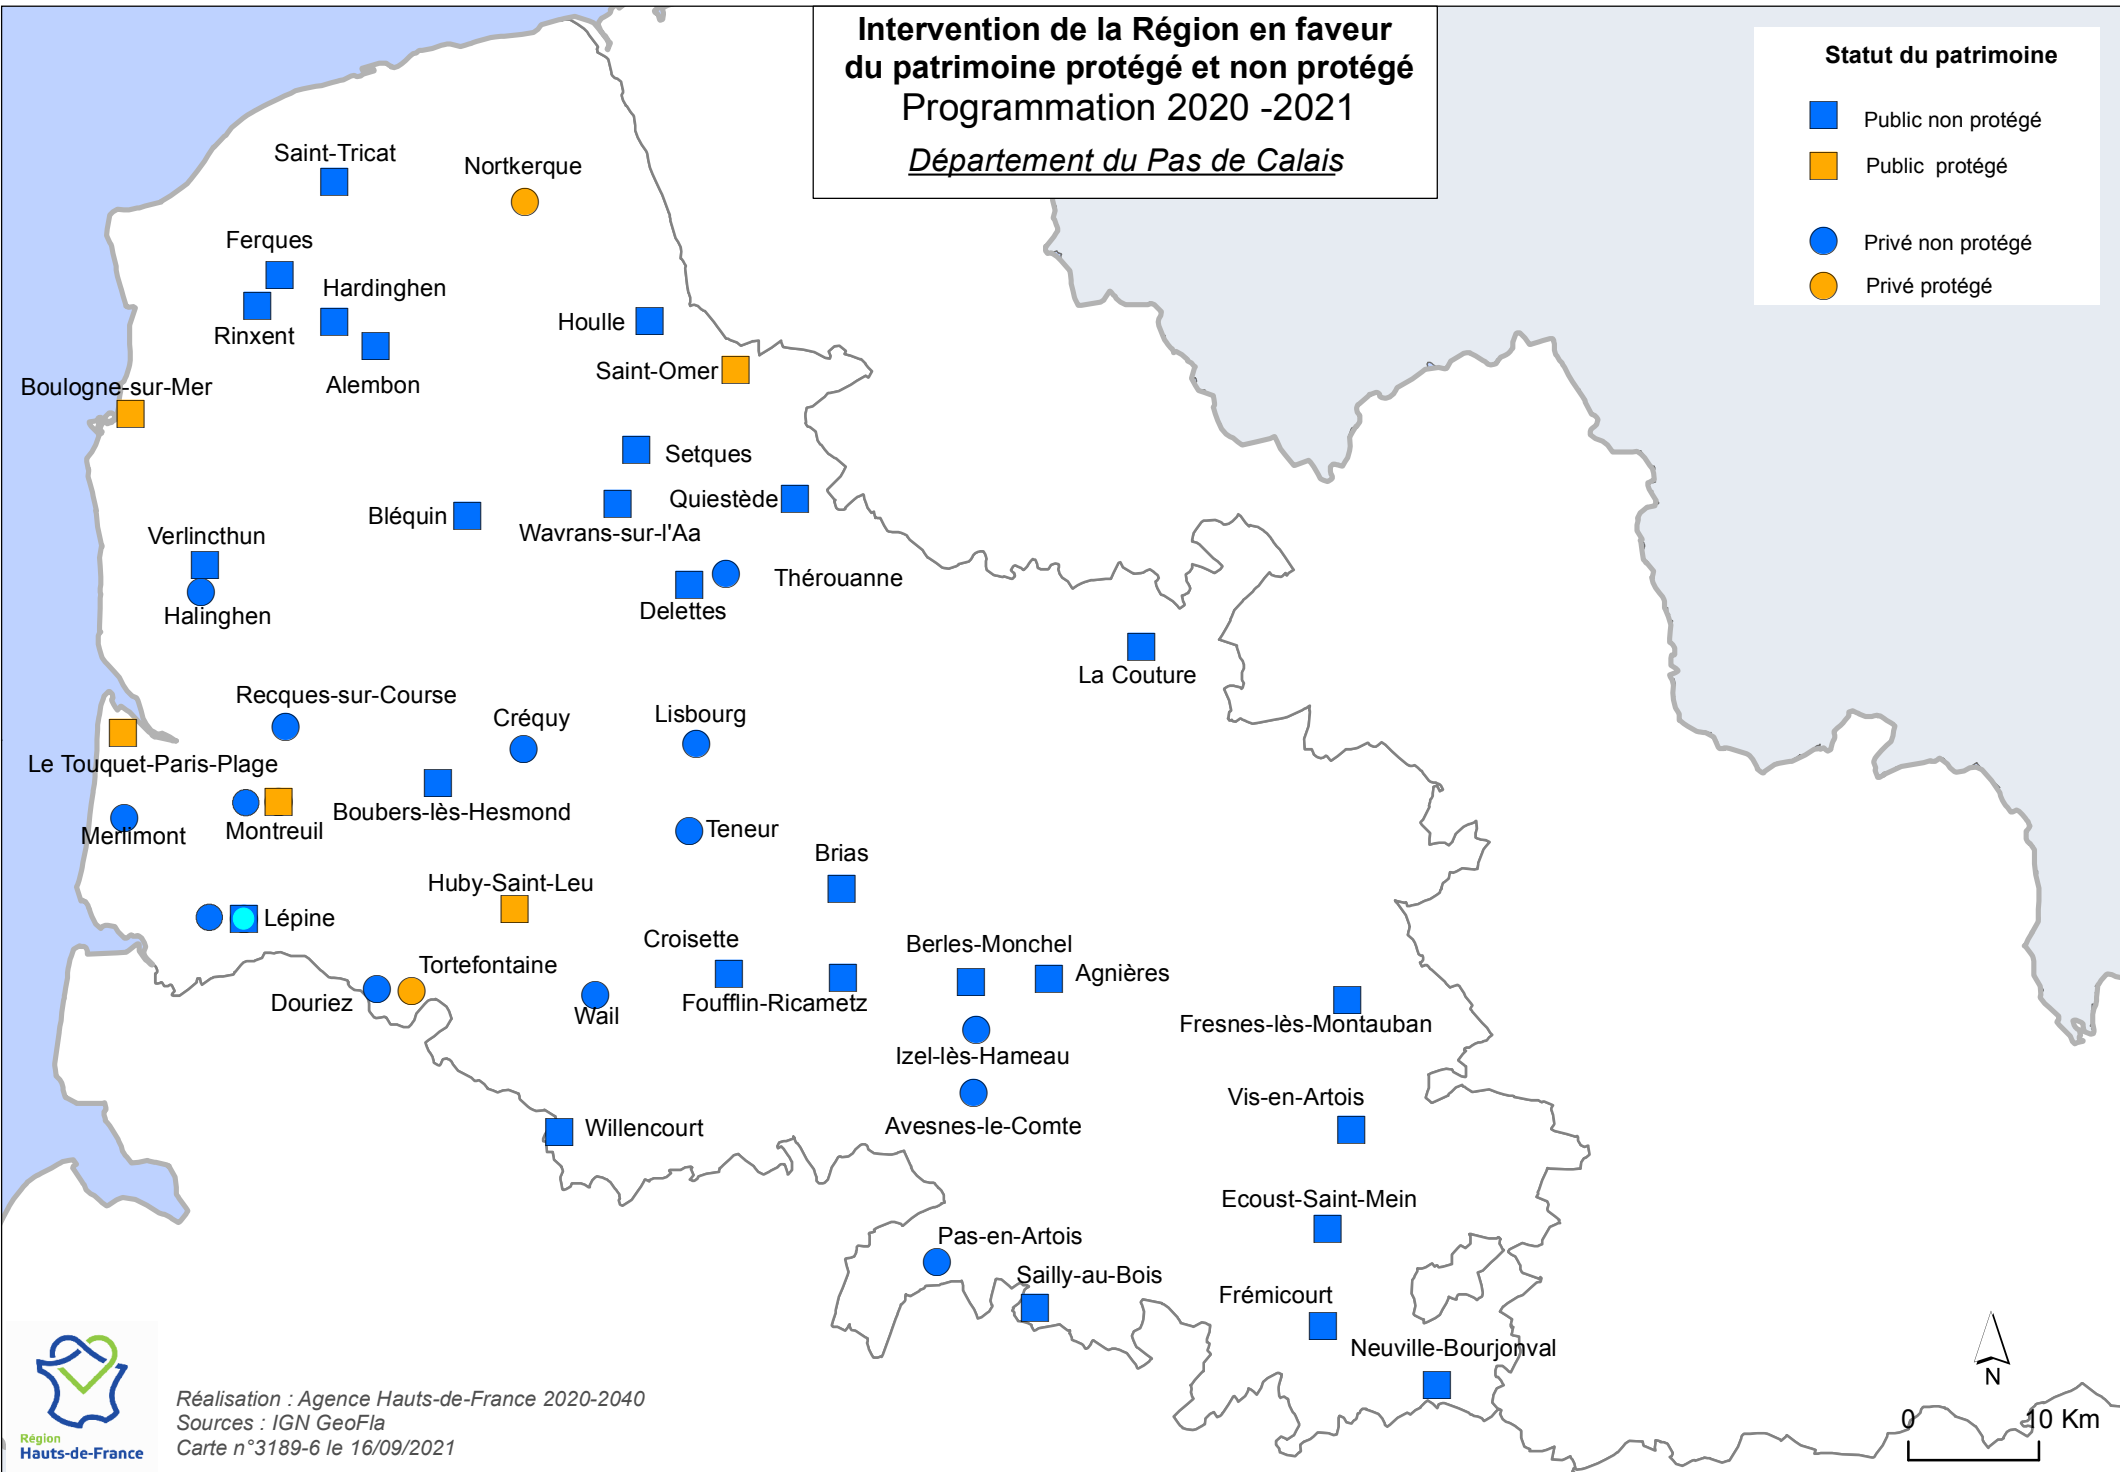 Intervention de la Région en faveur
du patrimoine protégé et non protégé
Programmation 2020 -2021
Département du Pas de Calais
Statut du patrimoine
Public non protégé
Public protégé
Privé non protégé
Privé protégé
Saint-Tricat
Nortkerque
Ferques
Hardinghen
Rinxent
Houlle
Saint-Omer
Alembon
Boulogne-sur-Mer
Setques
Quiestède
Bléquin
Wavrans-sur-l'Aa
Verlincthun
Thérouanne
Delettes
Halinghen
La Couture
Recques-sur-Course
Créquy
Lisbourg
Le Touquet-Paris-Plage
Boubers-lès-Hesmond
Merlimont
Montreuil
Teneur
Brias
Huby-Saint-Leu
Lépine
Croisette
Berles-Monchel
Tortefontaine
Agnières
Douriez
Wail
Foufflin-Ricametz
Fresnes-lès-Montauban
Izel-lès-Hameau
Vis-en-Artois
Willencourt
Avesnes-le-Comte
Ecoust-Saint-Mein
Pas-en-Artois
Sailly-au-Bois
Frémicourt
Neuville-Bourjonval
N
0 10 Km
Région
Hauts-de-France
Réalisation : Agence Hauts-de-France 2020-2040
Sources : IGN GeoFla
Carte n°3189-6 le 16/09/2021